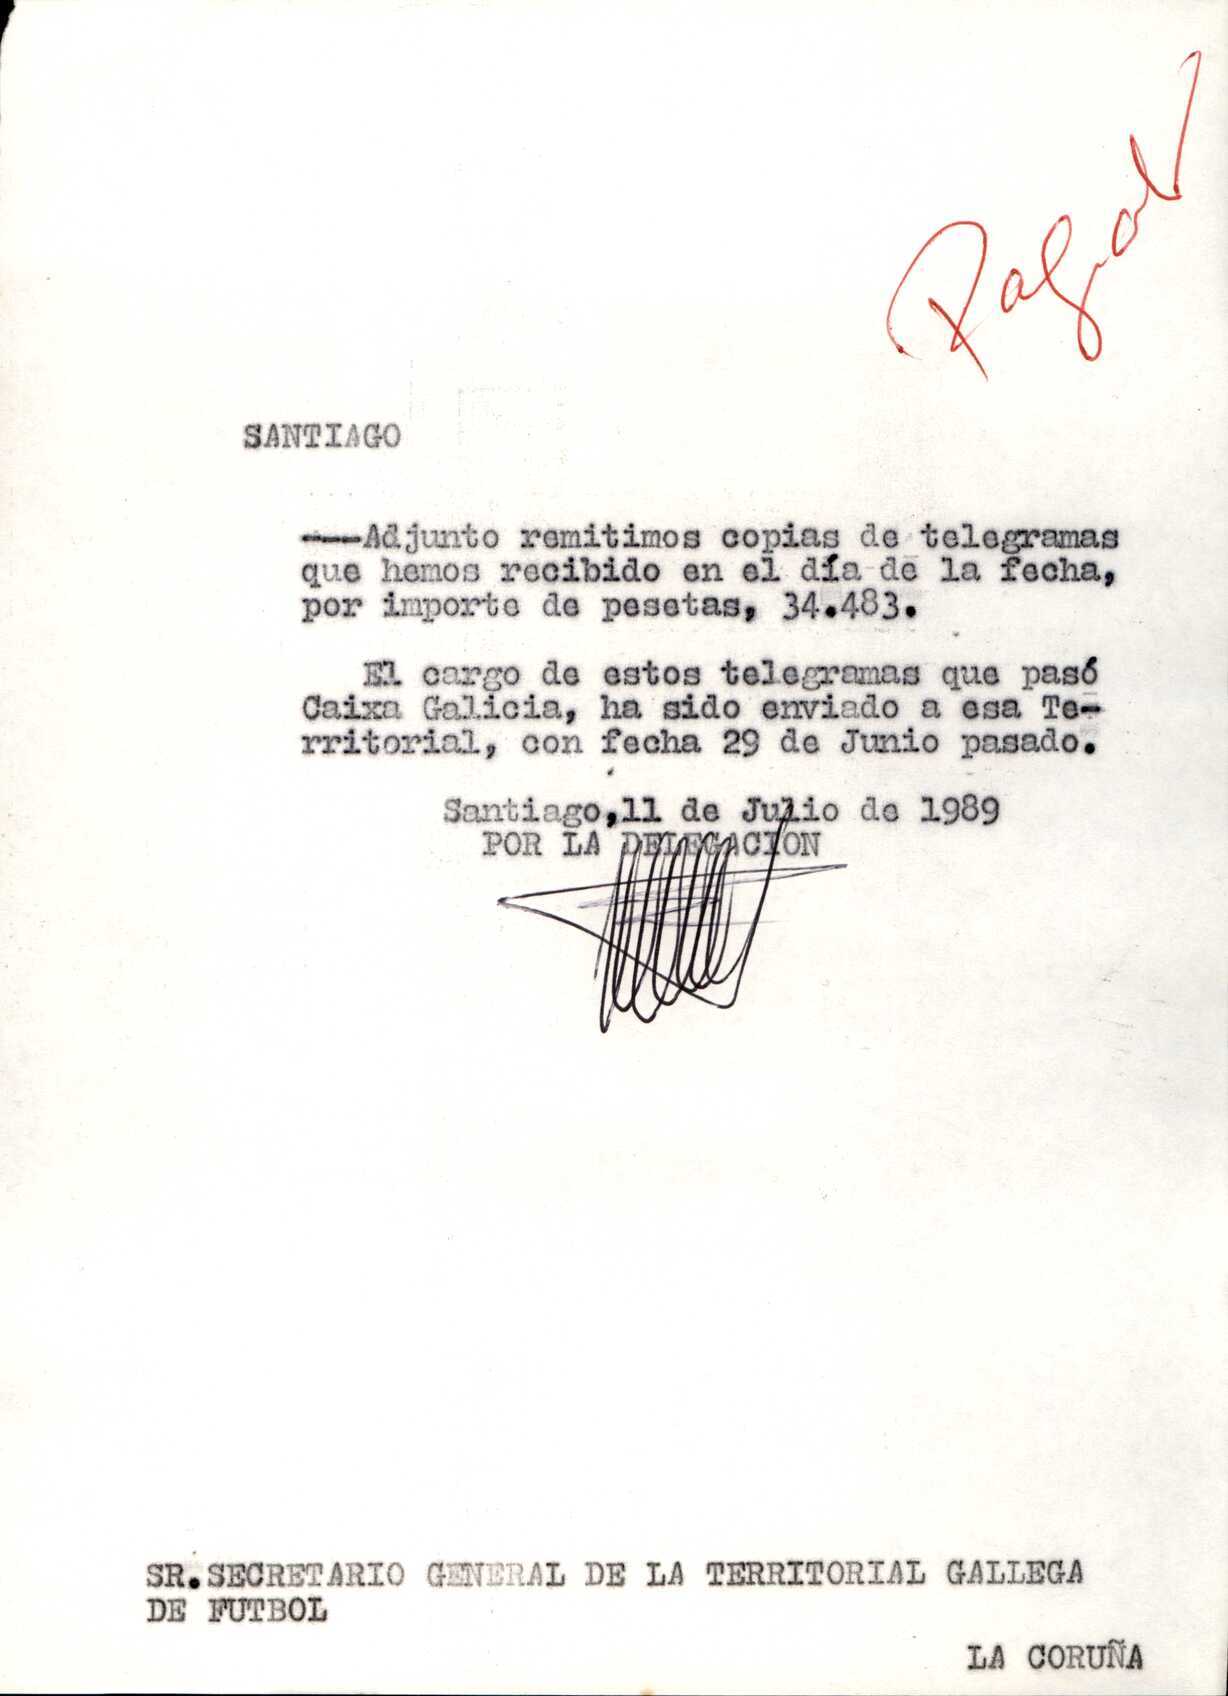 SANTIAGO
----Adjunto remitimos copias de telegramas
que hemos recibido en el día de la fecha,
por importe de pesetas, 34.483.
El cargo de estos telegramas que pasó
Caixa Galicia, ha sido enviado a esa Te-
rritorial, con fecha 29 de Junio pasado.
Santiago,11 de Julio de 1989
POR LA DELEGACION
SR.SECRETARIO GENERAL DE LA TERRITORIAL GALLEGA
DE FUTBOL
LA CORUÑA